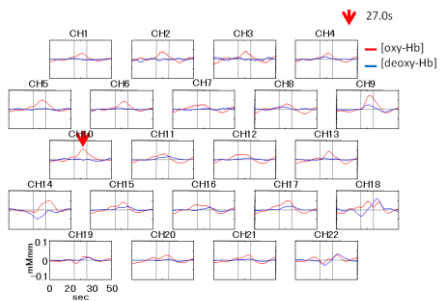 27.0s
CH1 CH2 CH3 CH4
[oxy-Hb]
[deoxy-Hb]
CH5 CH6 CH7 CH8 CH9
CH10 CH11 CH12 CH13
CH14 CH15 CH16 CH17 CH18
CH19 CH20 CH21 CH22
0.1
0
-0.1
mMmm
0 10 20 30 40 50
sec